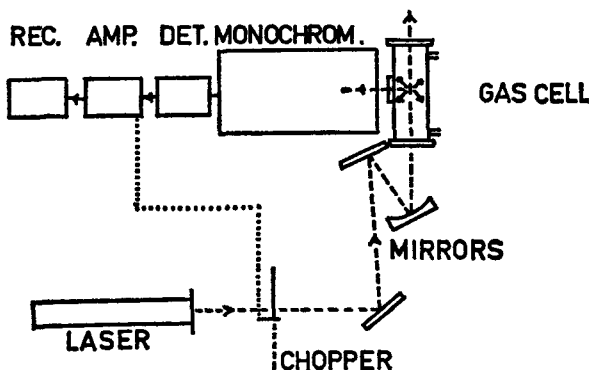 REC. AMP. DET. MONOCHROM.
GAS CELL
MIRRORS
LASER
CHOPPER